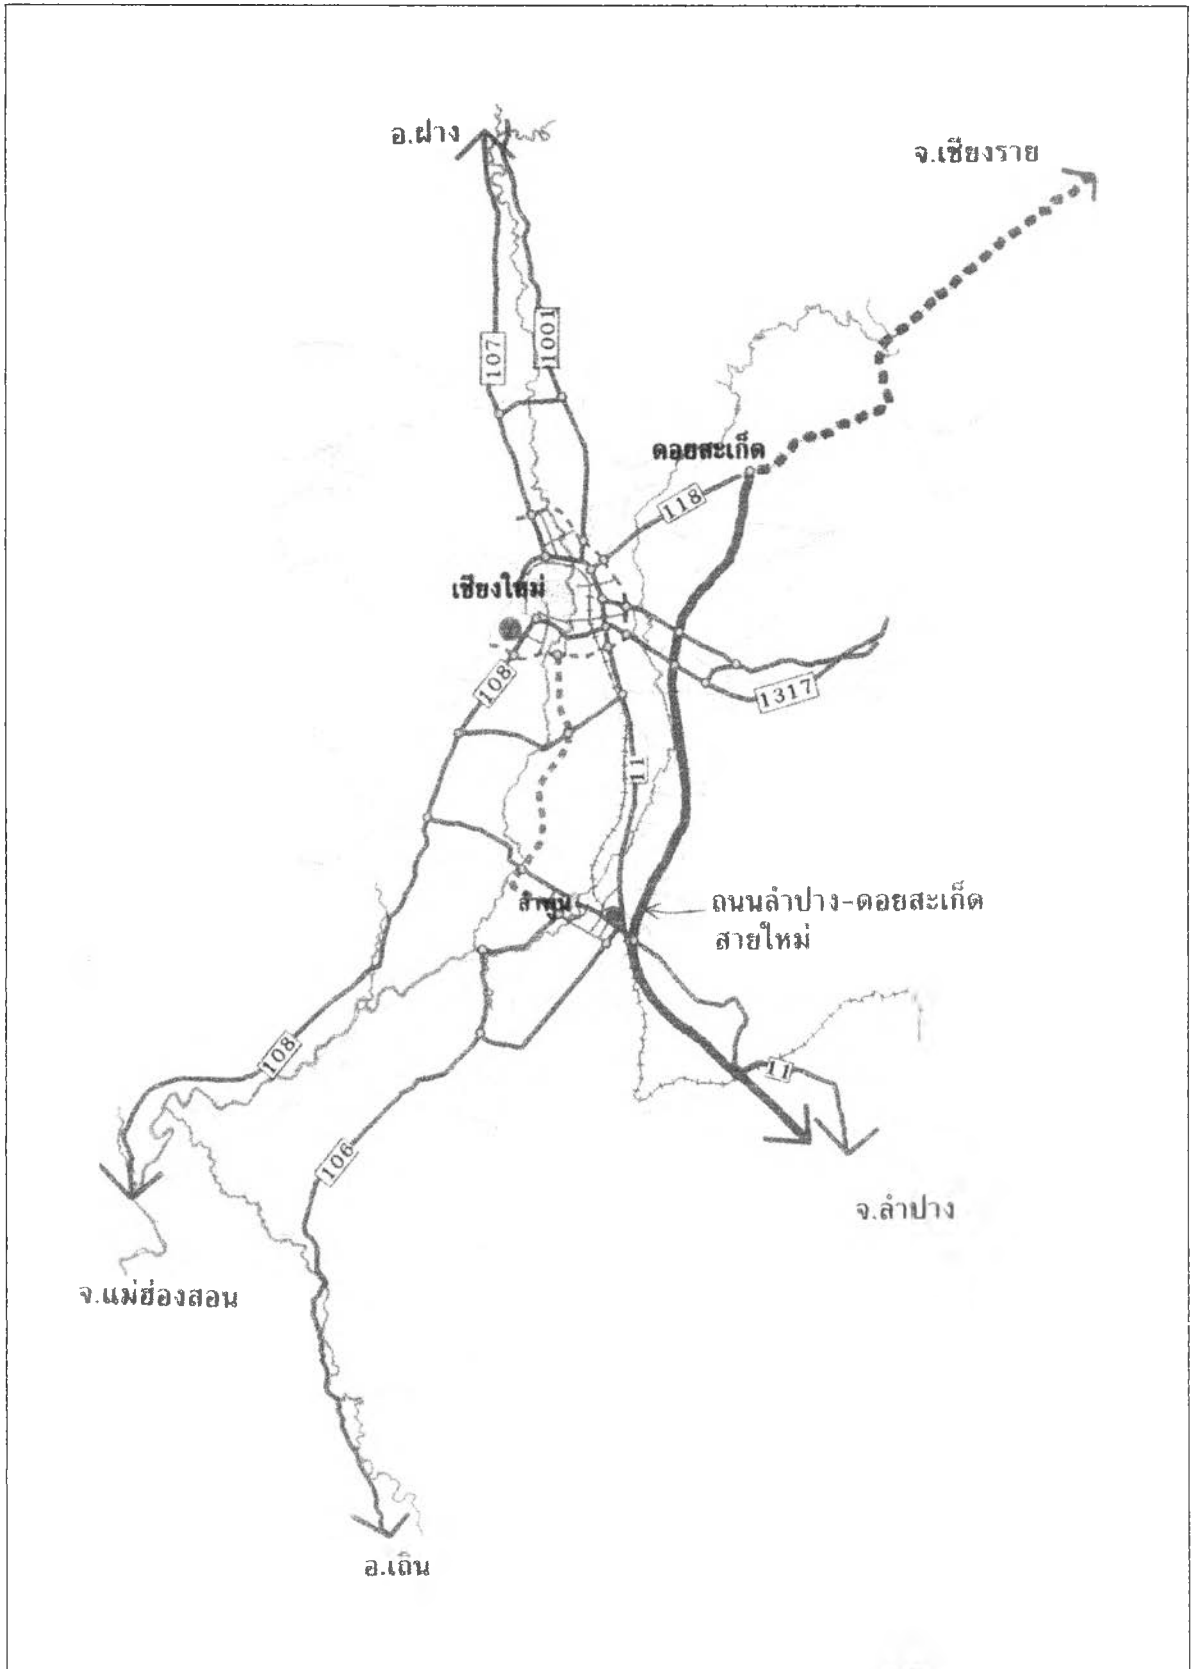 อ.ฝาง
จ.เชียงราย
107
1001
ดอยสะเก็ด
118
เชียงใหม่
108
1317
11
ลำพูน
ถนนลำปาง-ดอยสะเก็ด
สายใหม่
108
11
106
จ.ลำปาง
จ.แม่ฮ่องสอน
อ.เถิน